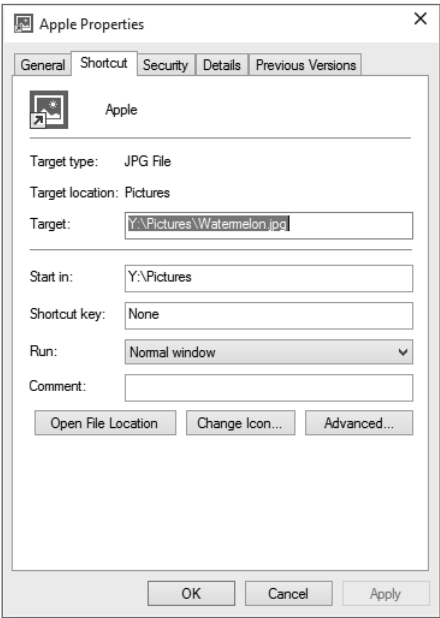 Apple Properties
General Shortcut Security Details Previous Versions
Apple
Target type: JPG File
Target location: Pictures
Target: Y:\Pictures\Watermelon.jpg
Start in: Y:\Pictures
Shortcut key: None
Run: Normal window
Comment:
Open File Location Change Icon... Advanced...
OK Cancel Apply